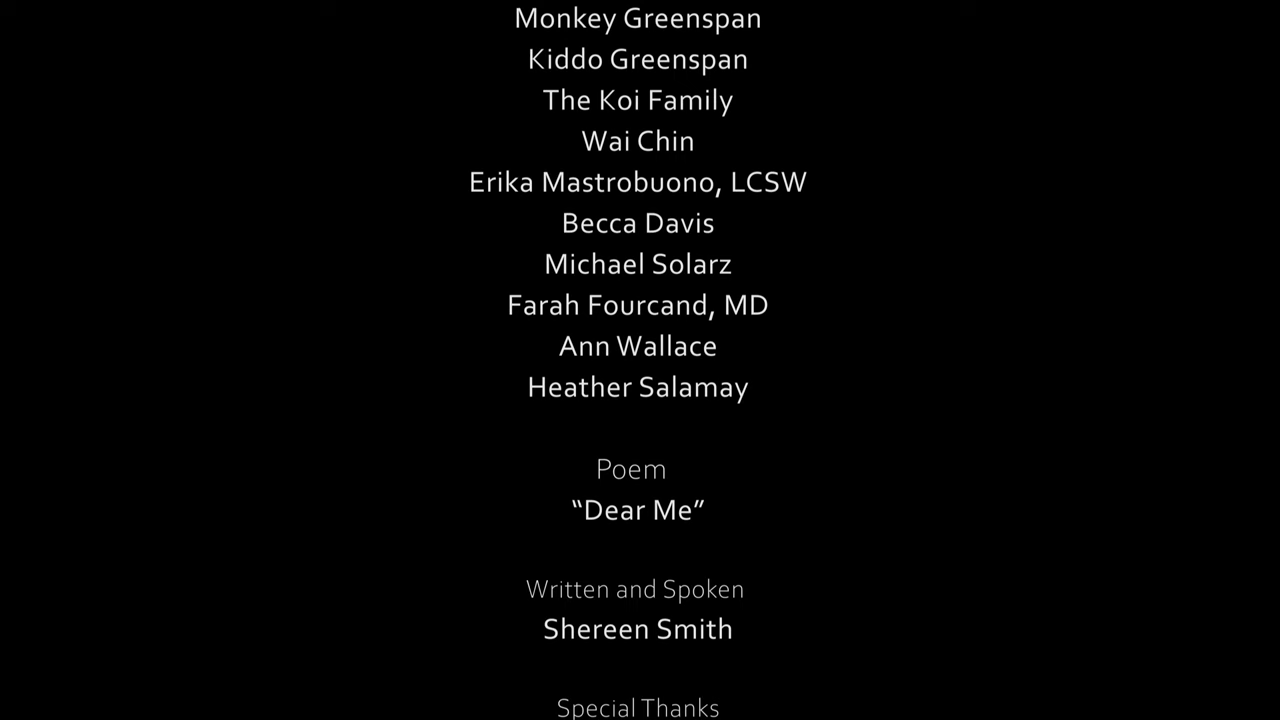 Monkey Greenspan
Kiddo Greenspan
The Koi Family
Wai Chin
Erika Mastrobuono, LCSW
Becca Davis
Michael Solarz
Farah Fourcand, MD
Ann Wallace
Heather Salamay
Poem
“Dear Me”
Written and Spoken
Shereen Smith
Special Thanks